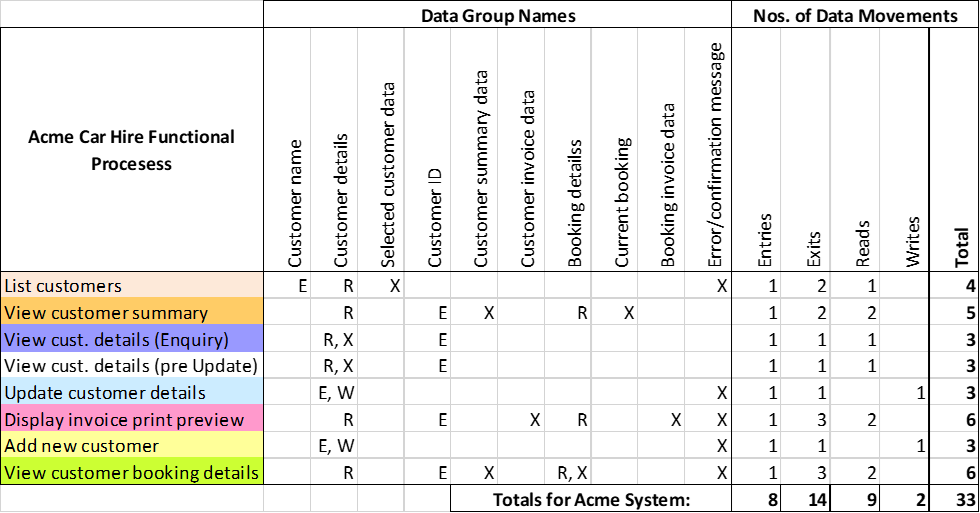 Data Group Names Nos. of Data Movements
Acme Car Hire Functional
Procesess
Customer name
Customer details
Selected customer data
Customer ID
Customer summary data
Customer invoice data
Booking detailss
Current booking
Booking invoice data
Error/confirmation message
Entries
Exits
Reads
Writes
Total
List customers E R X X 1 2 1 4
View customer summary R E X R X 1 2 2 5
View cust. details (Enquiry) R, X E 1 1 1 3
View cust. details (pre Update) R, X E 1 1 1 3
Update customer details E, W X 1 1 1 3
Display invoice print preview R E X R X X 1 3 2 6
Add new customer E, W X 1 1 1 3
View customer booking details R E X R, X X 1 3 2 6
Totals for Acme System: 8 14 9 2 33